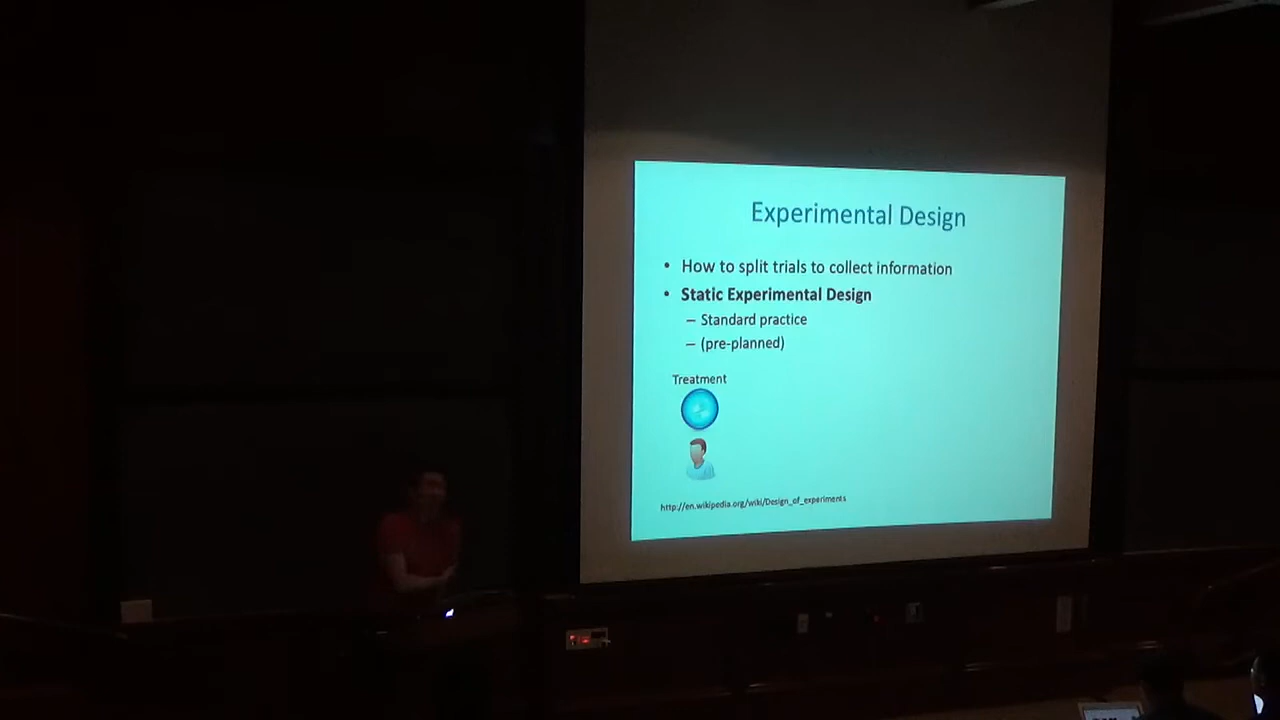 Experimental Design
• How to split trials to collect information
• Static Experimental Design
– Standard practice
– (pre-planned)
Treatment
http://en.wikipedia.org/wiki/Design_of_experiments